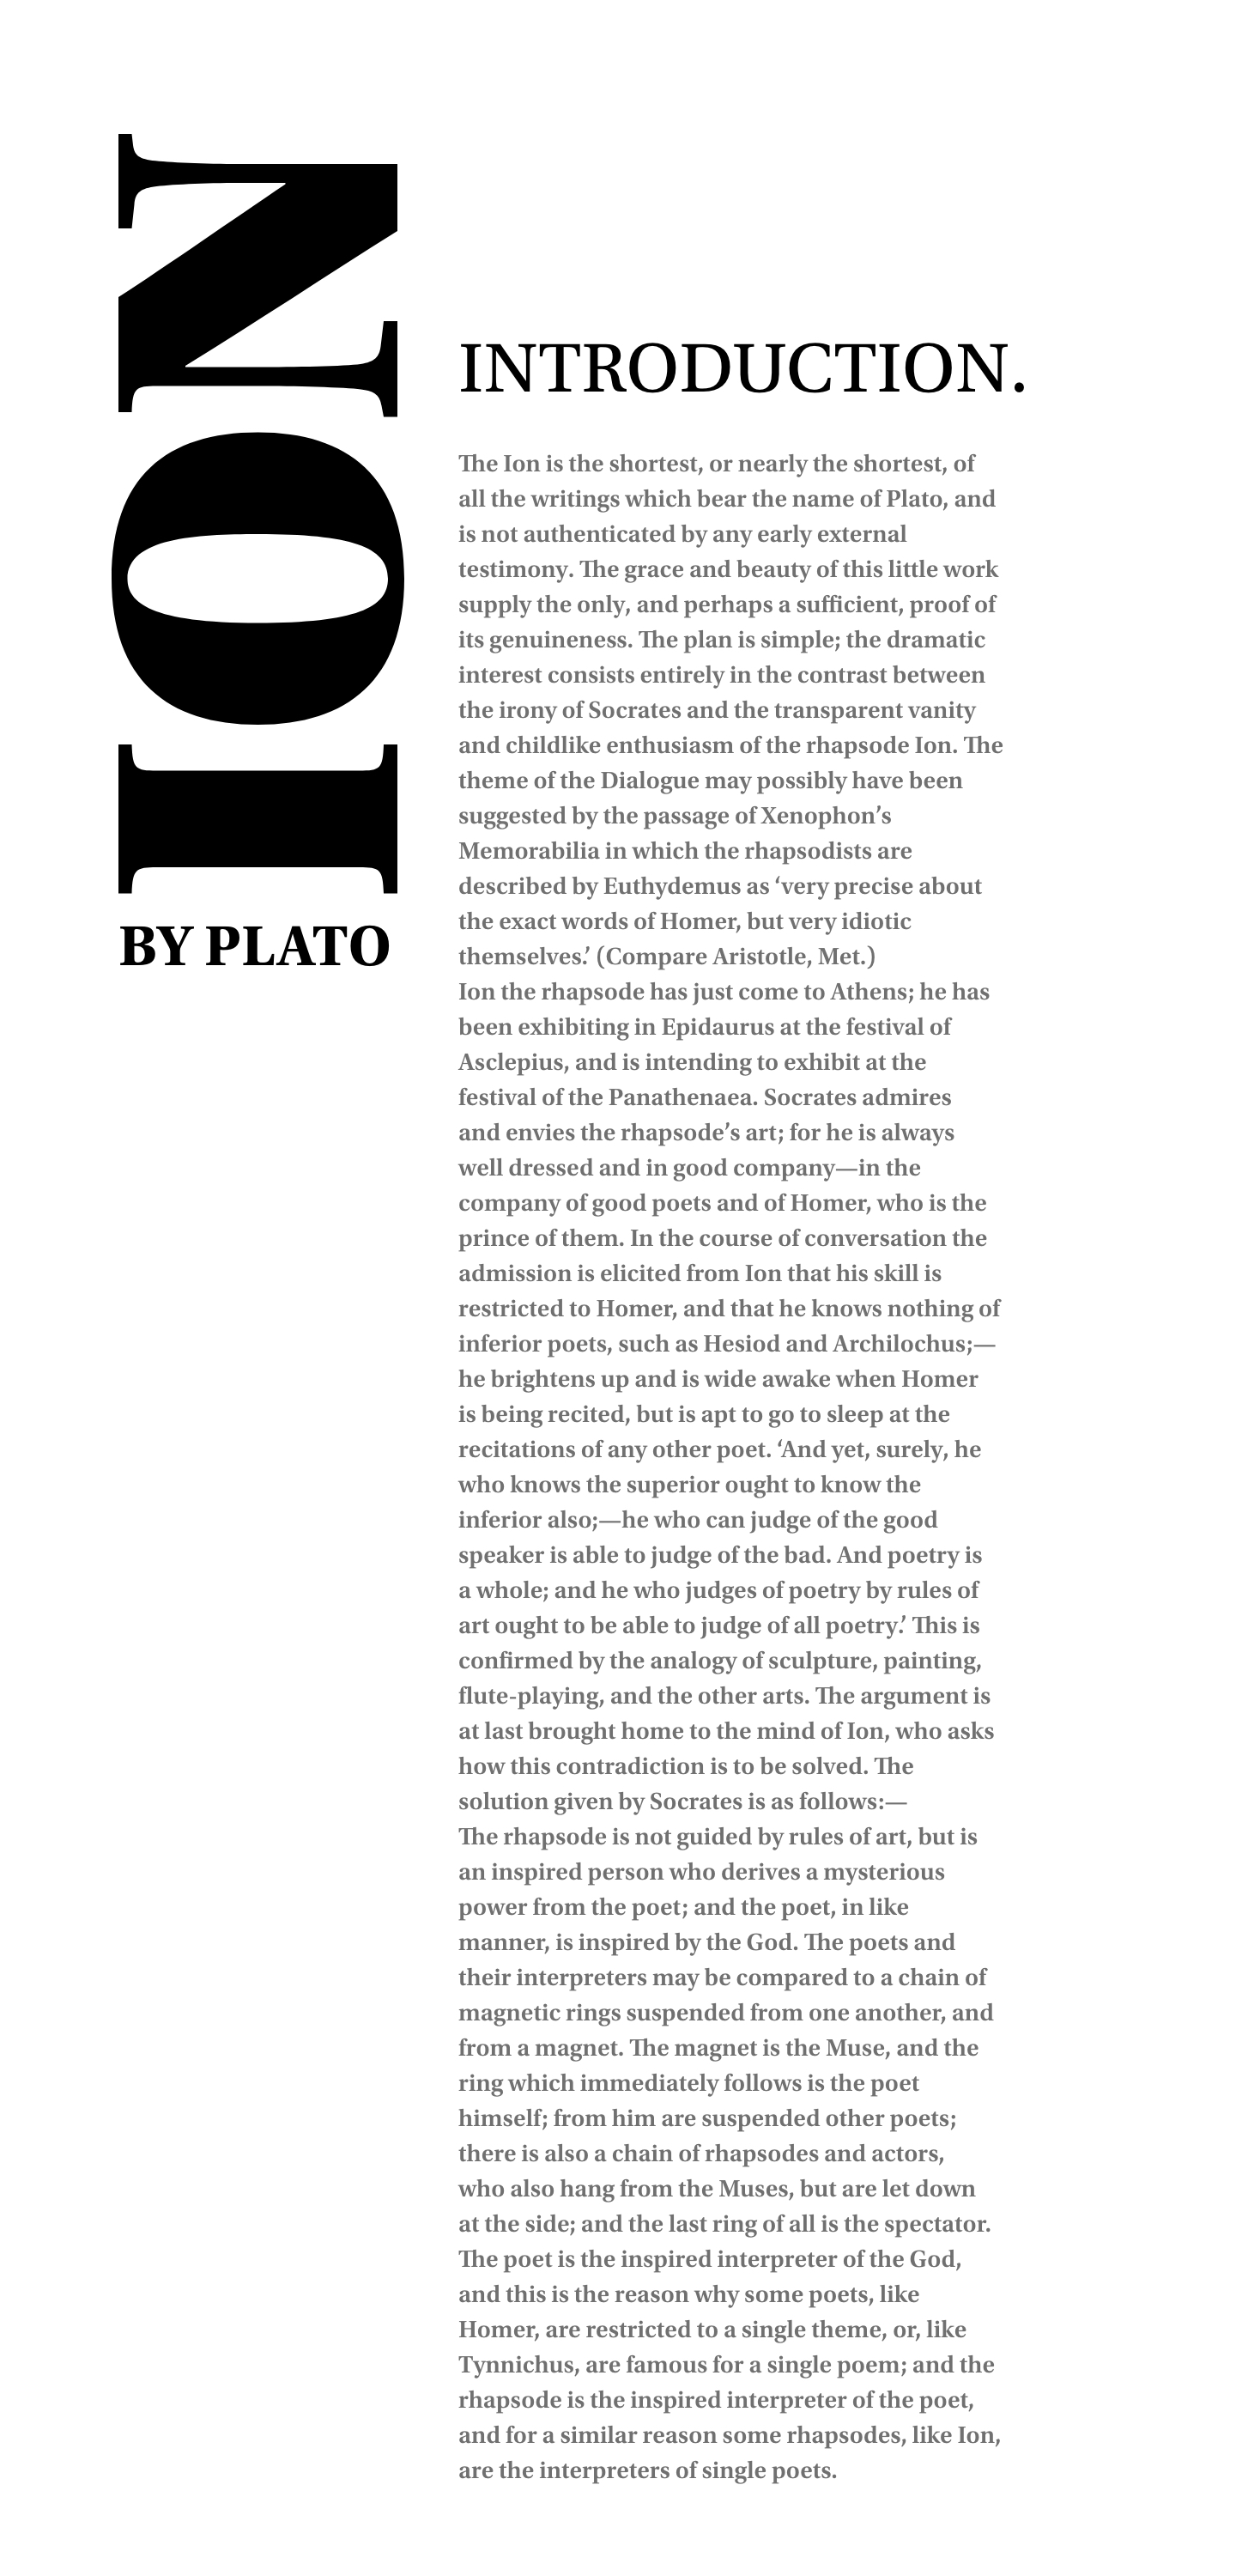 ION
BY PLATO
INTRODUCTION.
The Ion is the shortest, or nearly the shortest, of
all the writings which bear the name of Plato, and
is not authenticated by any early external
testimony. The grace and beauty of this little work
supply the only, and perhaps a sufficient, proof of
its genuineness. The plan is simple; the dramatic
interest consists entirely in the contrast between
the irony of Socrates and the transparent vanity
and childlike enthusiasm of the rhapsode Ion. The
theme of the Dialogue may possibly have been
suggested by the passage of Xenophon’s
Memorabilia in which the rhapsodists are
described by Euthydemus as ‘very precise about
the exact words of Homer, but very idiotic
themselves.’ (Compare Aristotle, Met.)
Ion the rhapsode has just come to Athens; he has
been exhibiting in Epidaurus at the festival of
Asclepius, and is intending to exhibit at the
festival of the Panathenaea. Socrates admires
and envies the rhapsode’s art; for he is always
well dressed and in good company—in the
company of good poets and of Homer, who is the
prince of them. In the course of conversation the
admission is elicited from Ion that his skill is
restricted to Homer, and that he knows nothing of
inferior poets, such as Hesiod and Archilochus;—
he brightens up and is wide awake when Homer
is being recited, but is apt to go to sleep at the
recitations of any other poet. ‘And yet, surely, he
who knows the superior ought to know the
inferior also;—he who can judge of the good
speaker is able to judge of the bad. And poetry is
a whole; and he who judges of poetry by rules of
art ought to be able to judge of all poetry.’ This is
confirmed by the analogy of sculpture, painting,
flute-playing, and the other arts. The argument is
at last brought home to the mind of Ion, who asks
how this contradiction is to be solved. The
solution given by Socrates is as follows:—
The rhapsode is not guided by rules of art, but is
an inspired person who derives a mysterious
power from the poet; and the poet, in like
manner, is inspired by the God. The poets and
their interpreters may be compared to a chain of
magnetic rings suspended from one another, and
from a magnet. The magnet is the Muse, and the
ring which immediately follows is the poet
himself; from him are suspended other poets;
there is also a chain of rhapsodes and actors,
who also hang from the Muses, but are let down
at the side; and the last ring of all is the spectator.
The poet is the inspired interpreter of the God,
and this is the reason why some poets, like
Homer, are restricted to a single theme, or, like
Tynnichus, are famous for a single poem; and the
rhapsode is the inspired interpreter of the poet,
and for a similar reason some rhapsodes, like Ion,
are the interpreters of single poets.